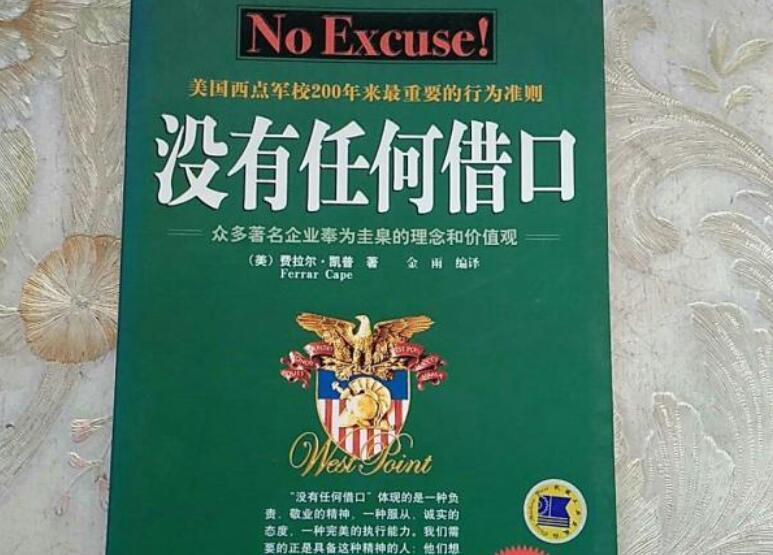 No Excuse!
美国西点军校200年来最重要的行为准则
没有任何借口
众多著名企业奉为圭臬的理念和价值观
（美）费拉尔·凯普 著 金 雨 编译
Ferrar Cape
West Point
“没有任何借口”体现的是一种负
责、敬业的精神，一种服从、诚实的
态度，一种完美的执行能力。我们需
要的正是具备这种精神的人：他们想